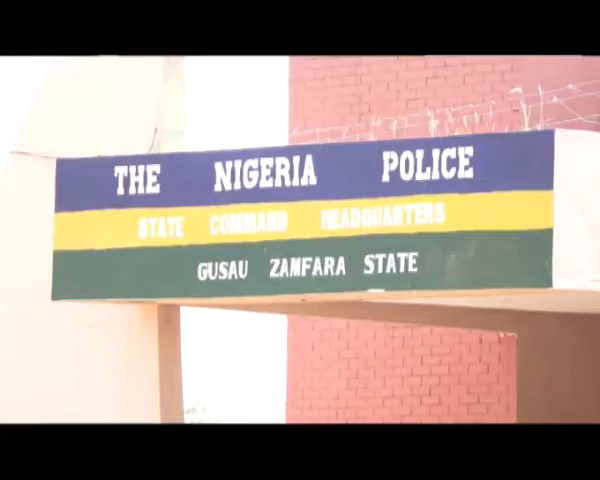 THE NIGERIA POLICE
STATE COMMAND HEADQUARTERS
GUSAU ZAMFARA STATE